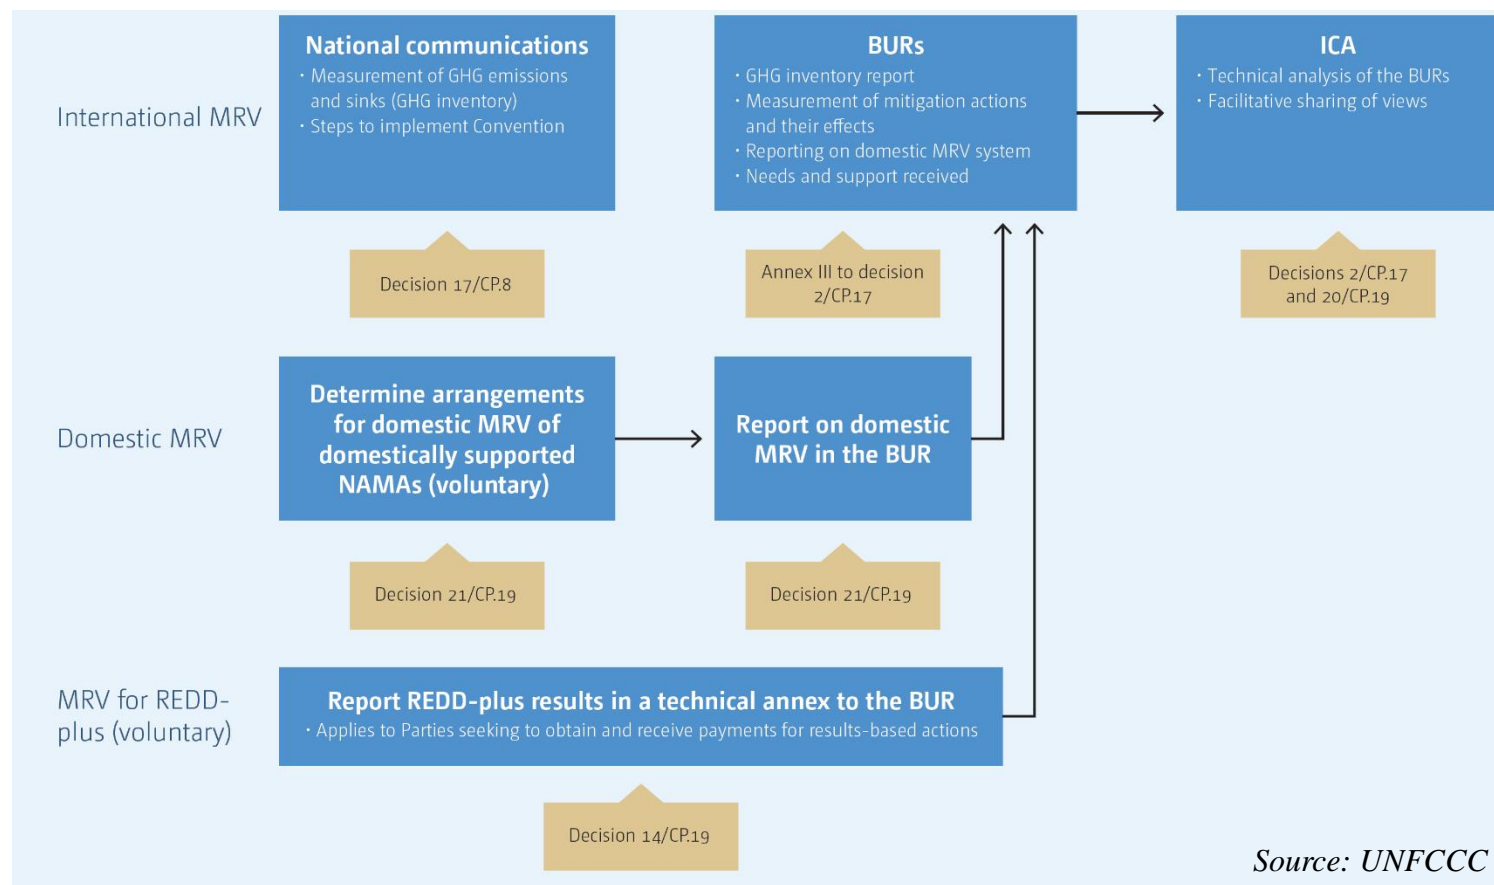 International MRV
National communications
· Measurement of GHG emissions
and sinks (GHG inventory)
· Steps to implement Convention
BURs
· GHG inventory report
· Measurement of mitigation actions
and their effects
· Reporting on domestic MRV system
· Needs and support received
ICA
· Technical analysis of the BURs
· Facilitative sharing of views
Decision 17/CP.8
Annex III to decision
2/CP.17
Decisions 2/CP.17
and 20/CP.19
Domestic MRV
Determine arrangements
for domestic MRV of
domestically supported
NAMAs (voluntary)
Report on domestic
MRV in the BUR
Decision 21/CP.19
Decision 21/CP.19
MRV for REDD-
plus (voluntary)
Report REDD-plus results in a technical annex to the BUR
· Applies to Parties seeking to obtain and receive payments for results-based actions
Decision 14/CP.19
Source: UNFCCC